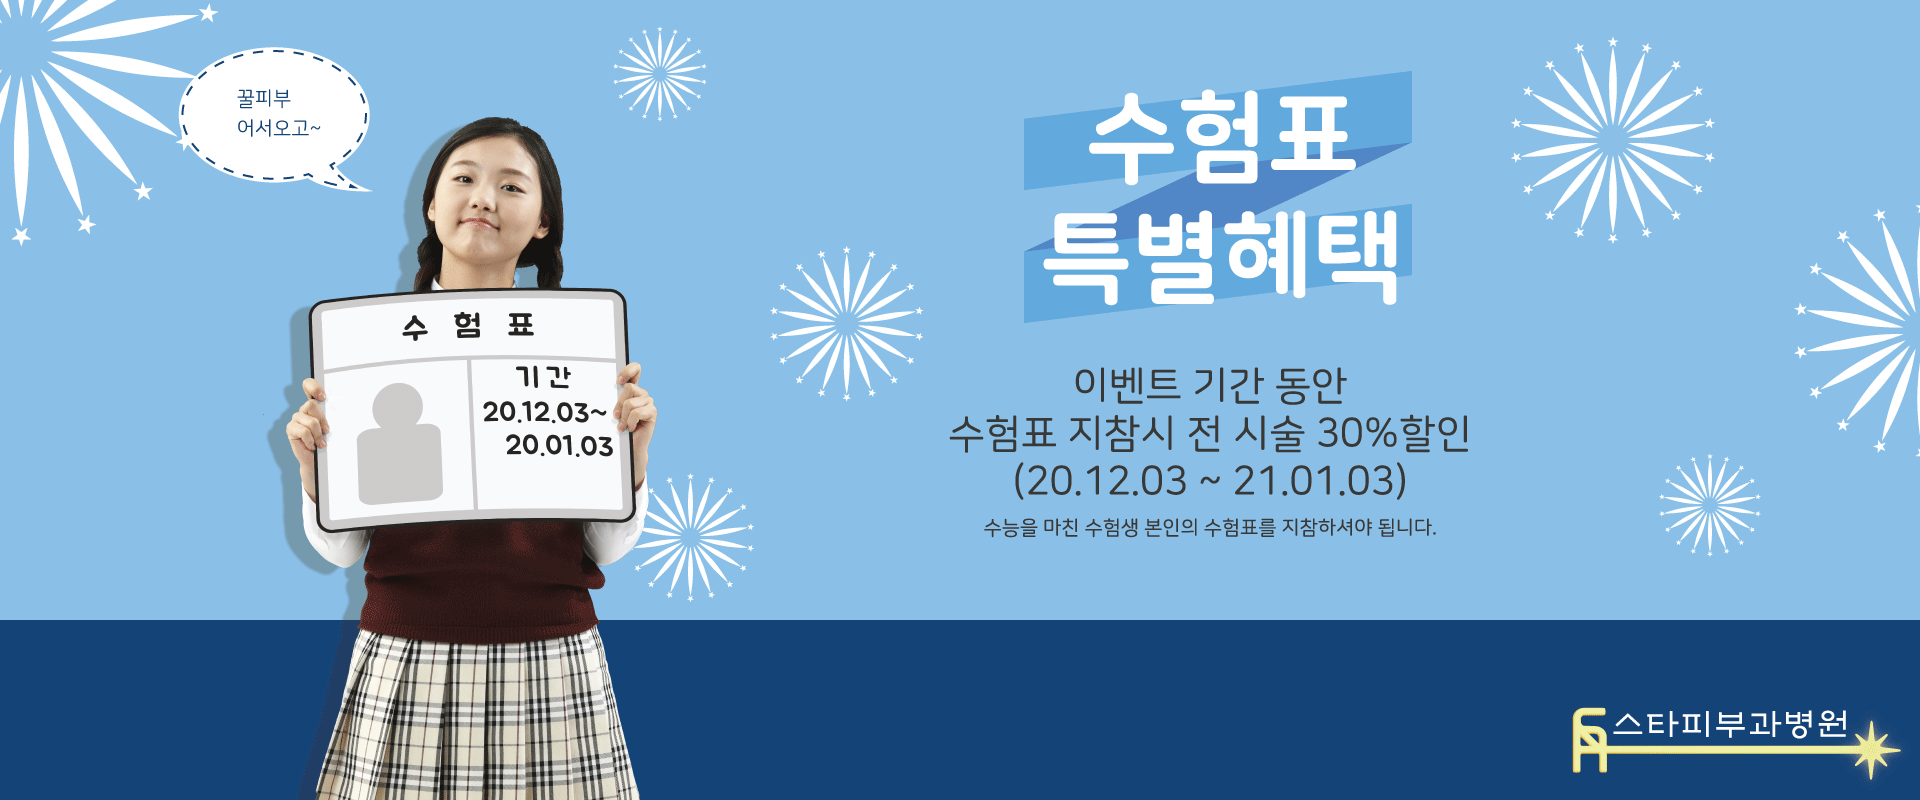 꿀피부
어서오고~
수험표
기간
20.12.03~
20.01.03
수험표
특별혜택
이벤트 기간 동안
수험표 지참시 전 시술 30%할인
(20.12.03 ~ 21.01.03)
수능을 마친 수험생 본인의 수험표를 지참하셔야 됩니다.
스타피부과병원